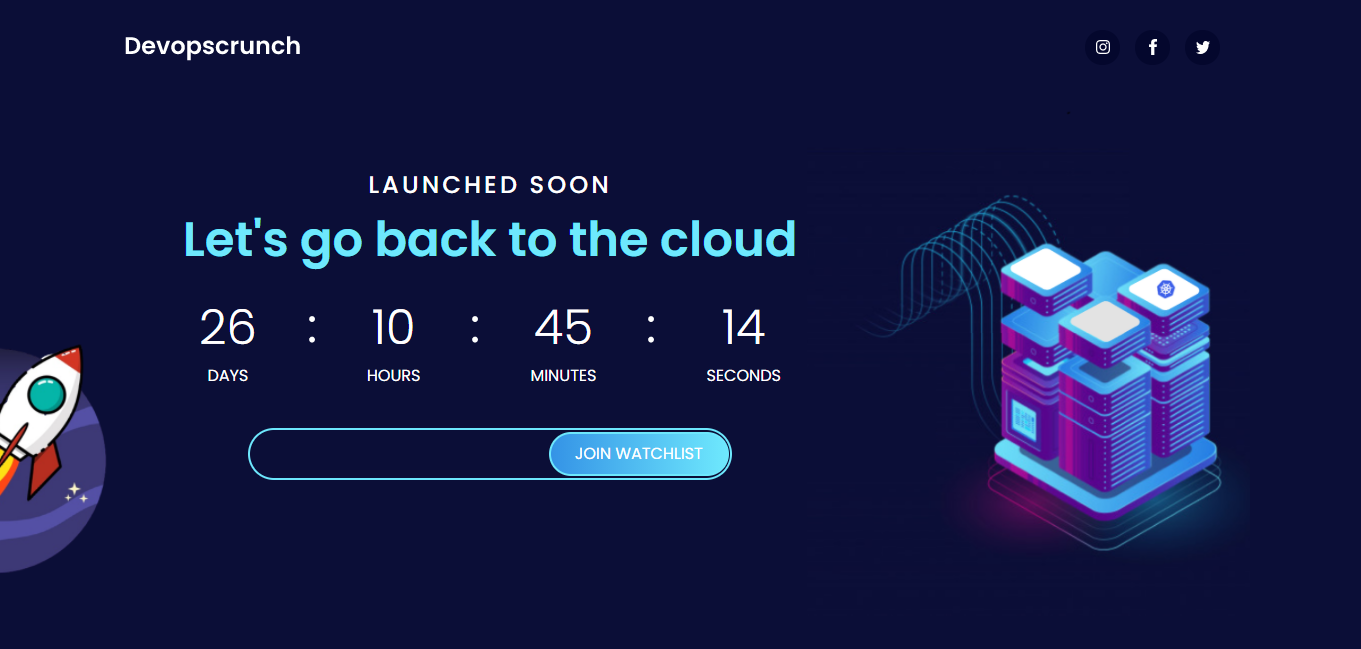 Devopscrunch
LAUNCHED SOON
Let's go back to the cloud
26 : 10 : 45 : 14
DAYS HOURS MINUTES SECONDS
JOIN WATCHLIST